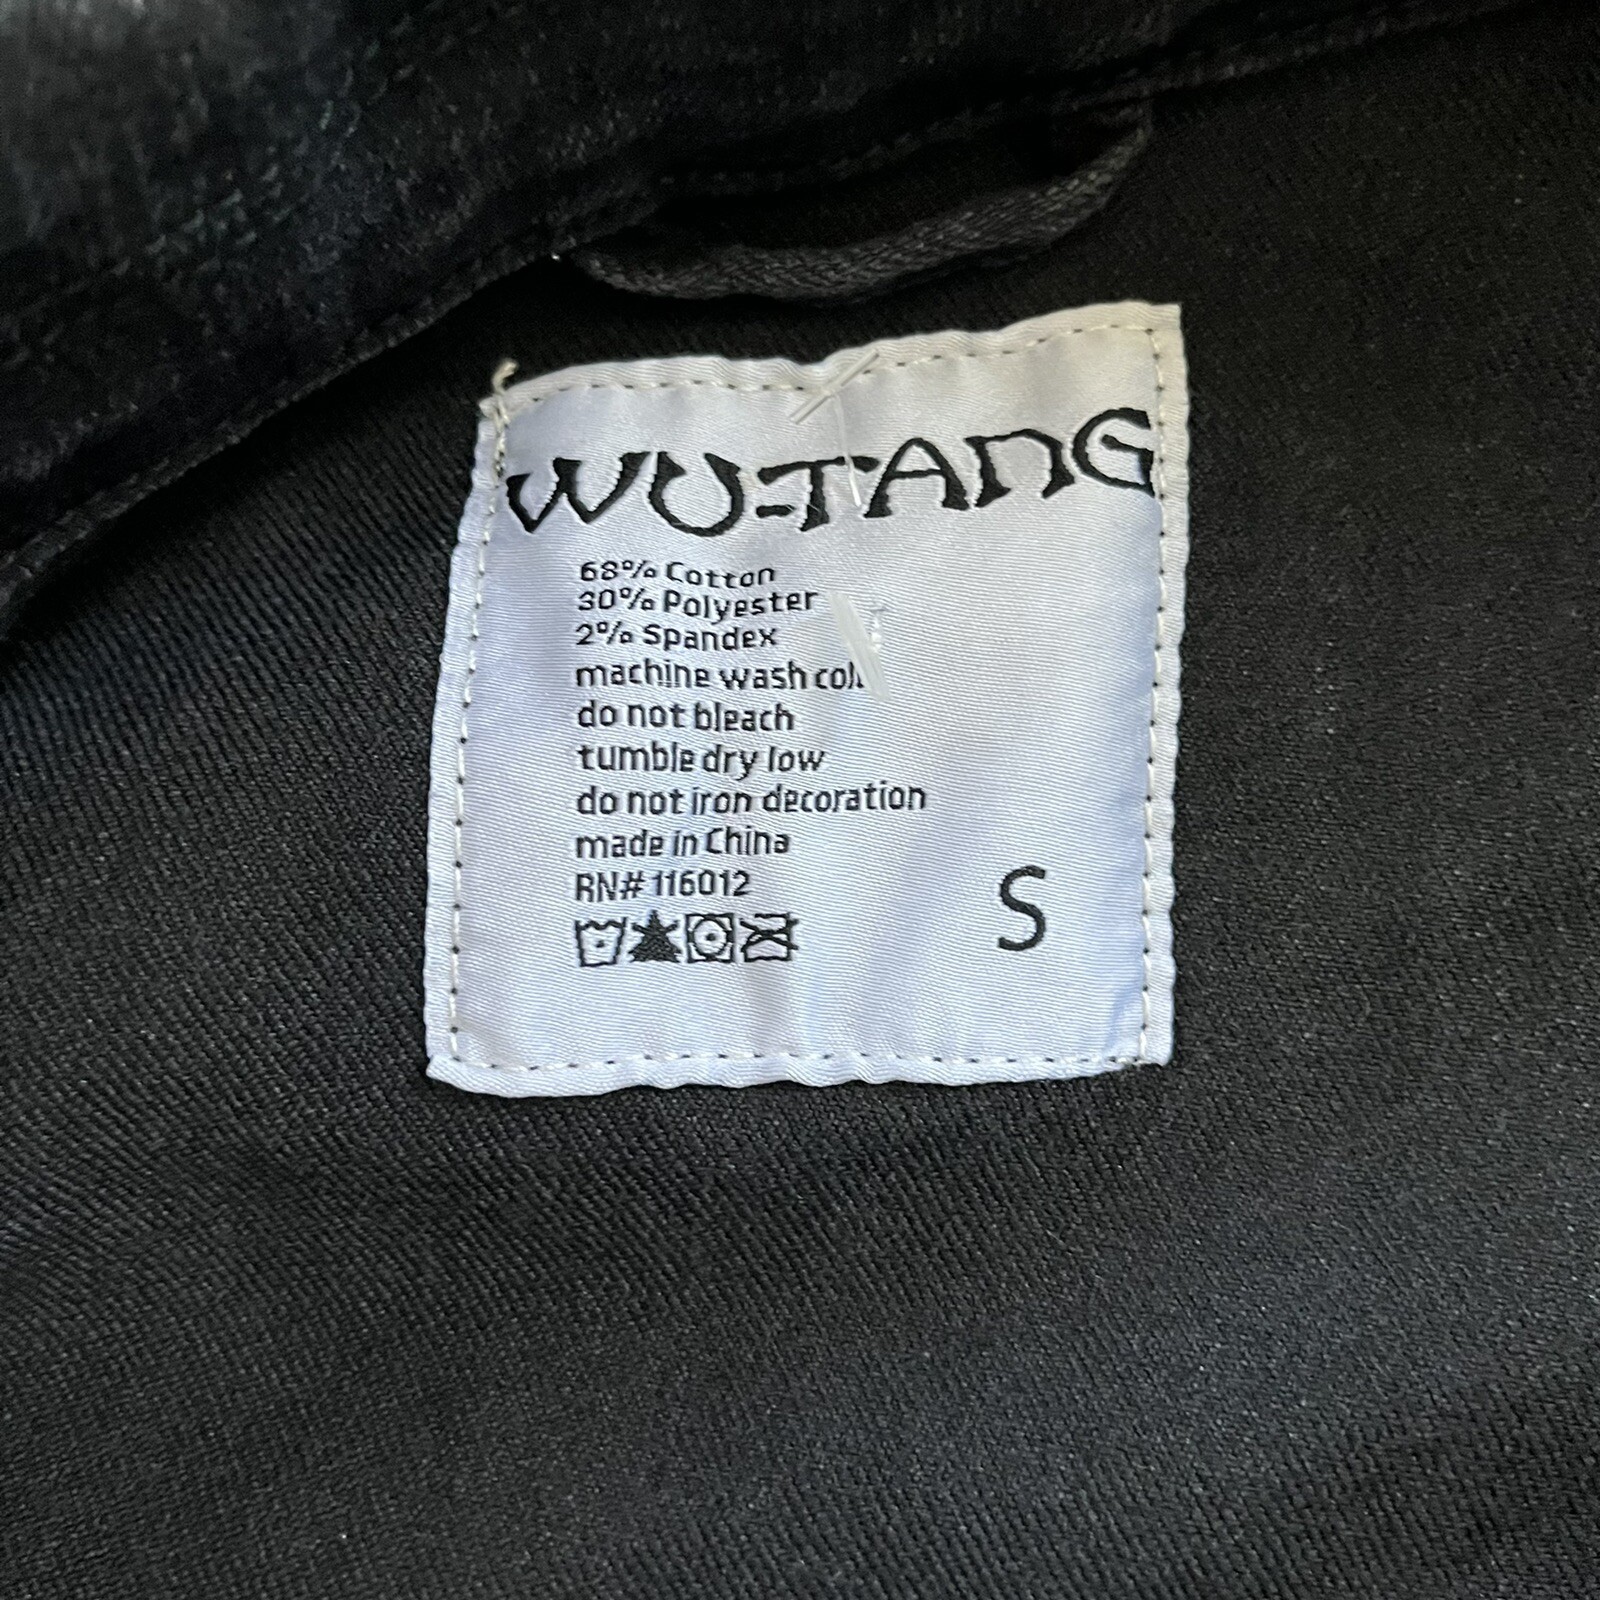 WU-TANG
68% Cotton
30% Polyester
2% Spandex
machine wash
do not bleach
tumble dry low
do not iron decoration
made in China
RN# 116012
S